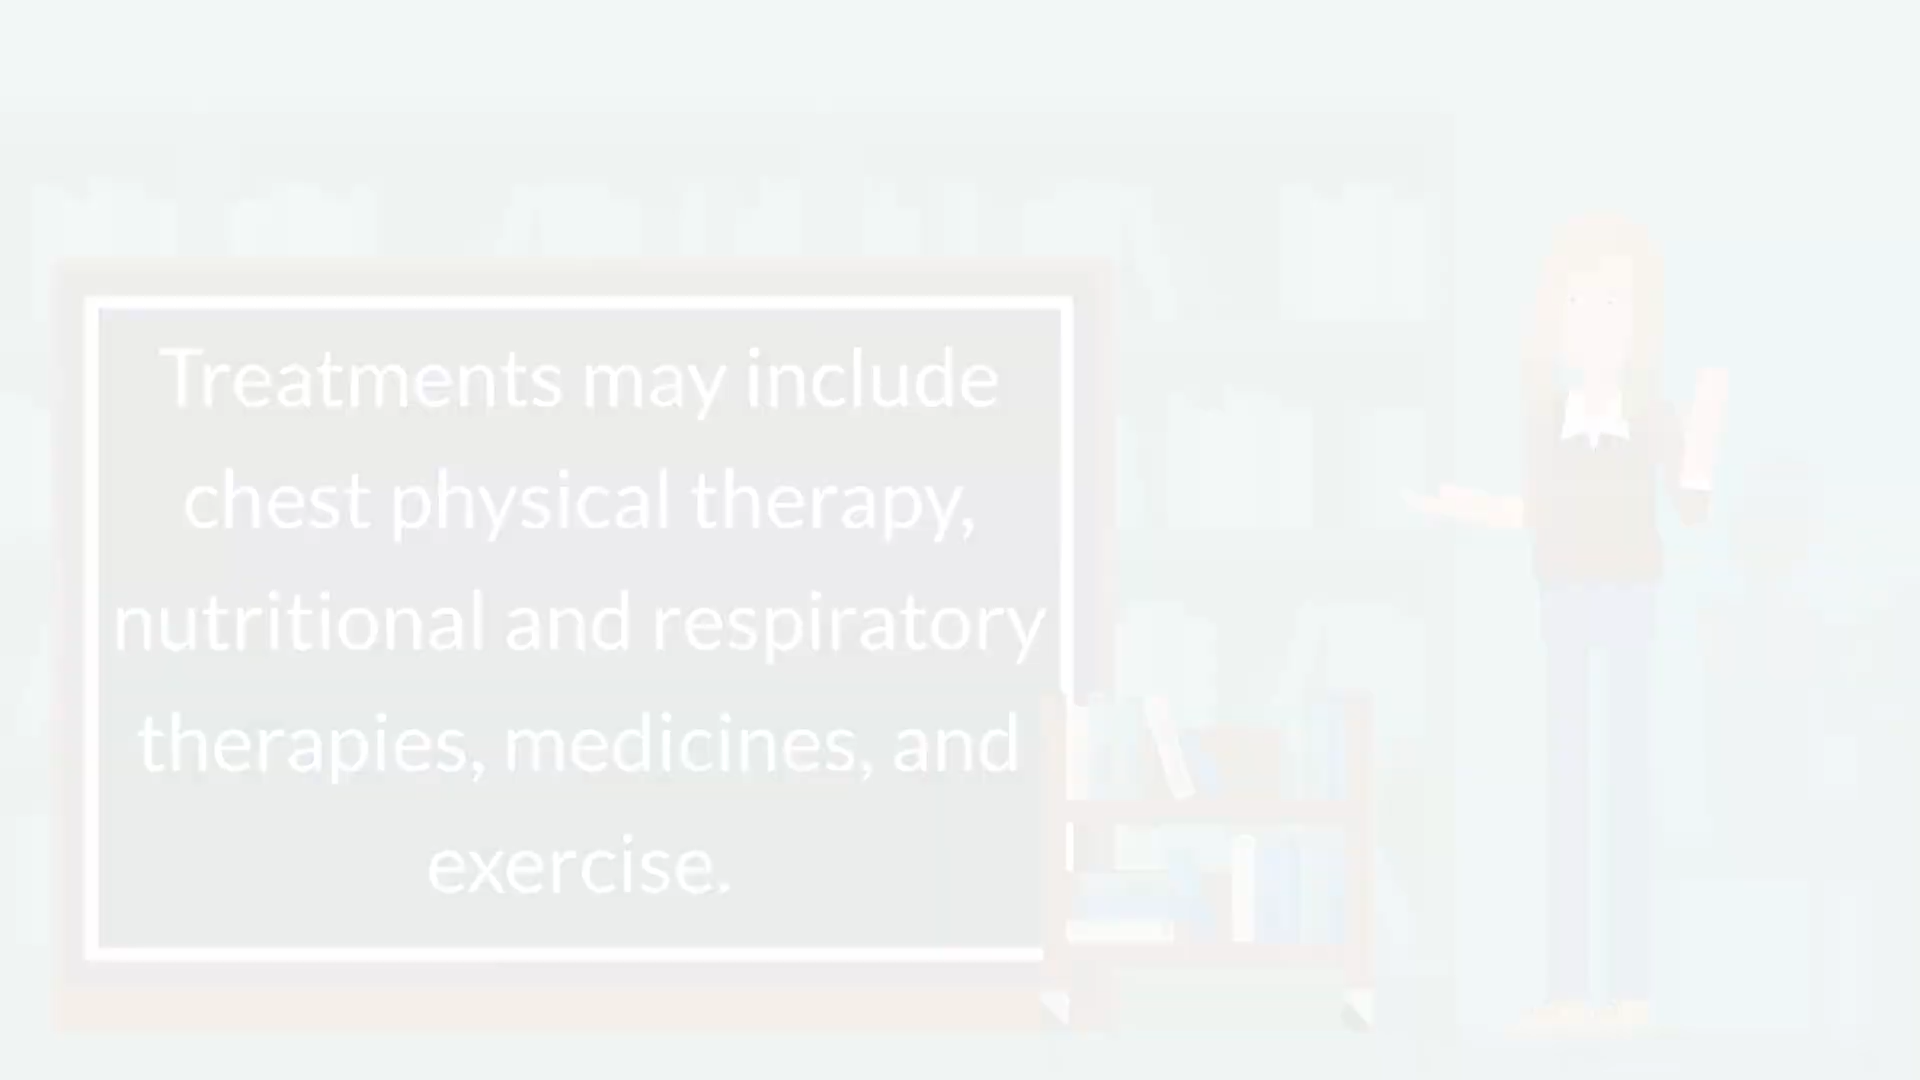 Treatments may include
chest physical therapy,
nutritional and respiratory
therapies, medicines, and
exercise.